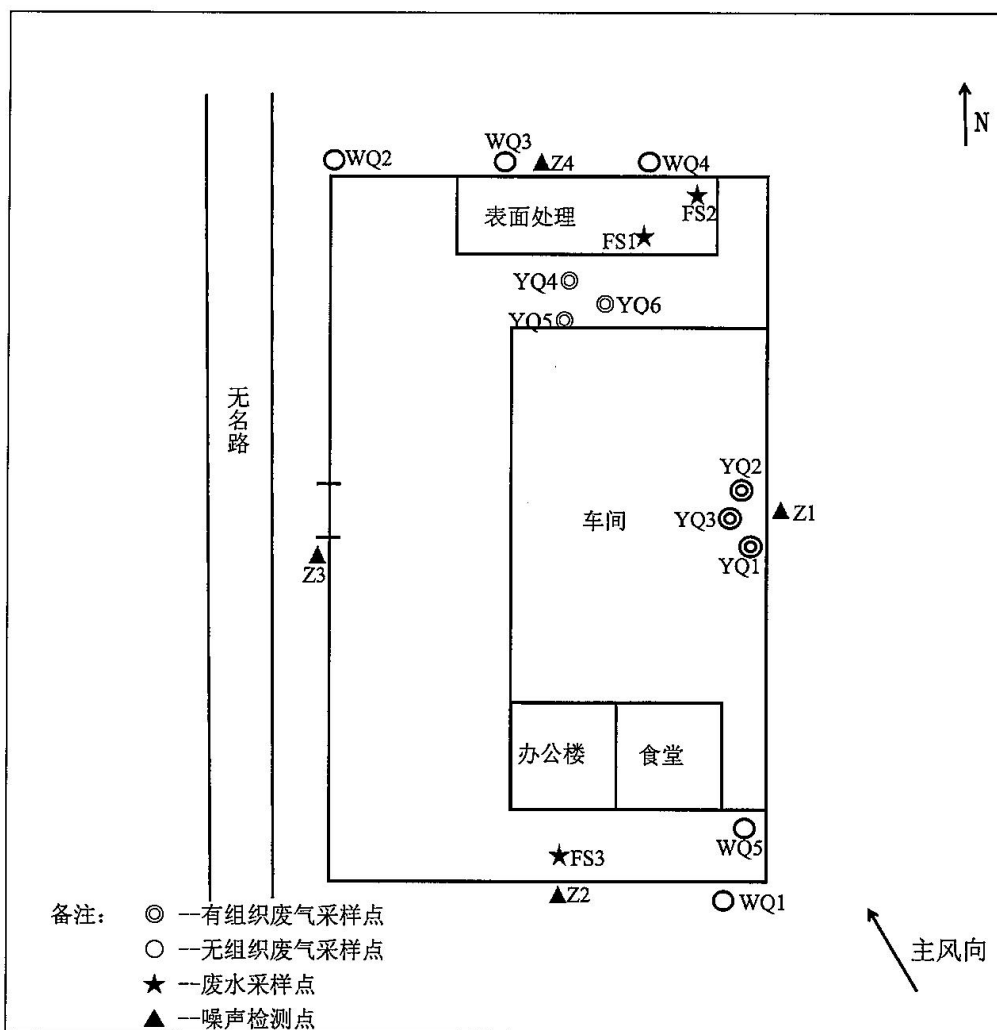 N
WQ2
WQ3
Z4
WQ4
表面处理
FS2
FS1
YQ4
YQ6
YQ5
无名路
YQ2
车间
YQ3
Z1
YQ1
Z3
办公楼
食堂
WQ5
FS3
Z2
WQ1
主风向
备注：
◎ --有组织废气采样点
○ --无组织废气采样点
★ --废水采样点
▲ --噪声检测点